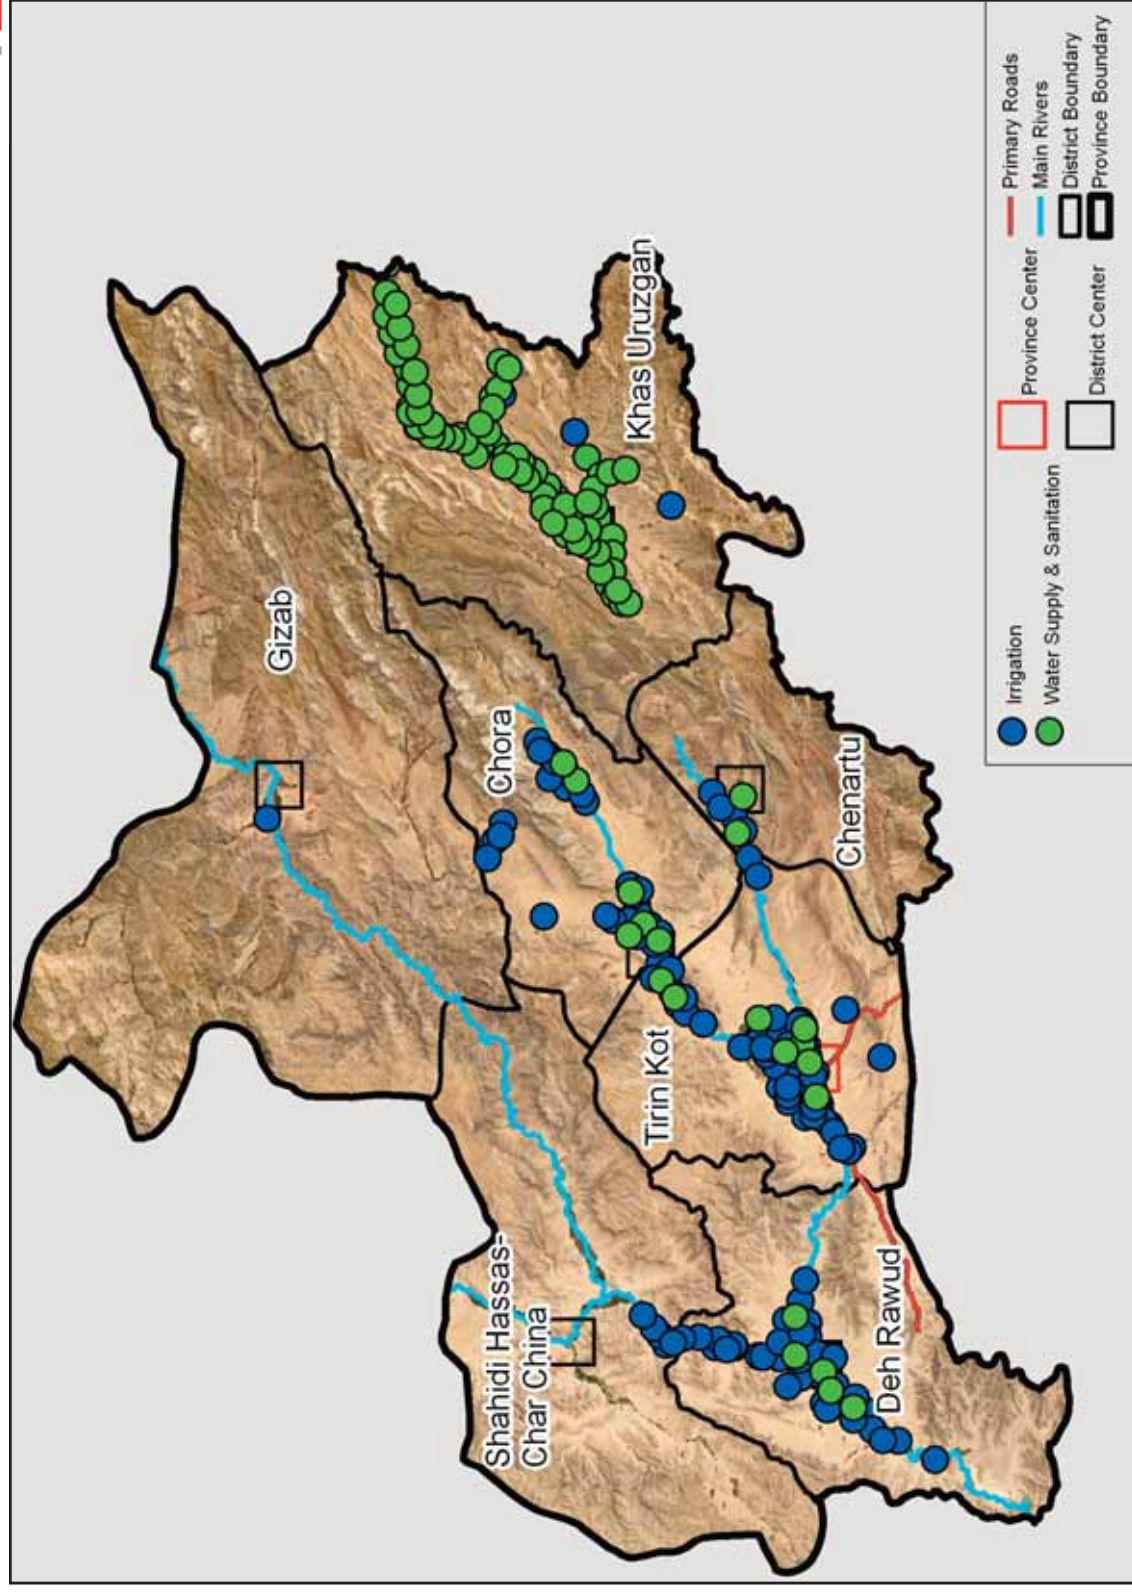 Gizab
Khas Uruzgan
Chora
Chenartu
Tirin Kot
Shahidi Hassas-
Char China
Deh Rawud
Irrigation
Water Supply & Sanitation
Province Center
District Center
Primary Roads
Main Rivers
District Boundary
Province Boundary